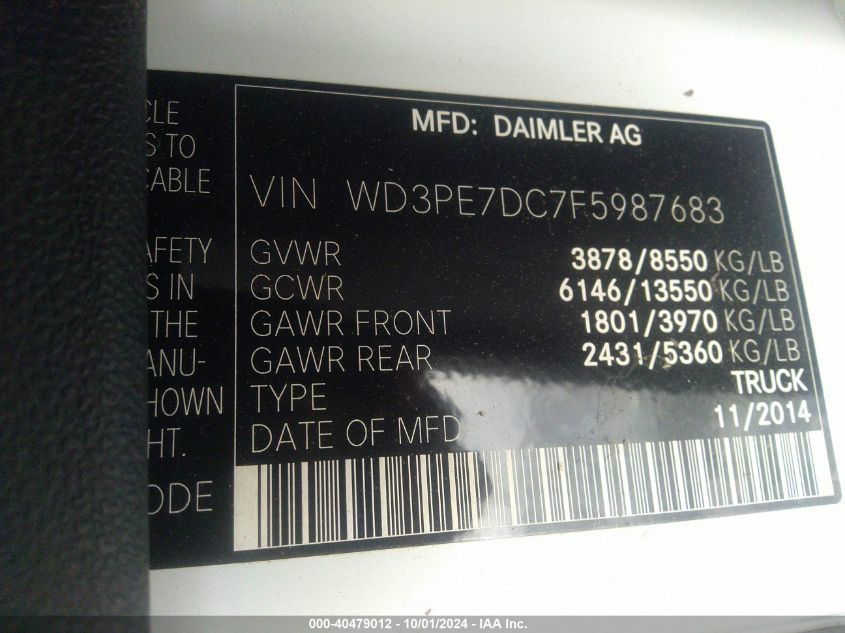 CLE
S TO
CABLE
AFETY
S IN
THE
ANU-
HOWN
HT.
ODE
MFD: DAIMLER AG
VIN WD3PE7DC7F5987683
GVWR 3878/8550 KG/LB
GCWR 6146/13550 KG/LB
GAWR FRONT 1801/3970 KG/LB
GAWR REAR 2431/5360 KG/LB
TYPE TRUCK
DATE OF MFD 11/2014
000-40479012 - 10/01/2024 - IAA Inc.